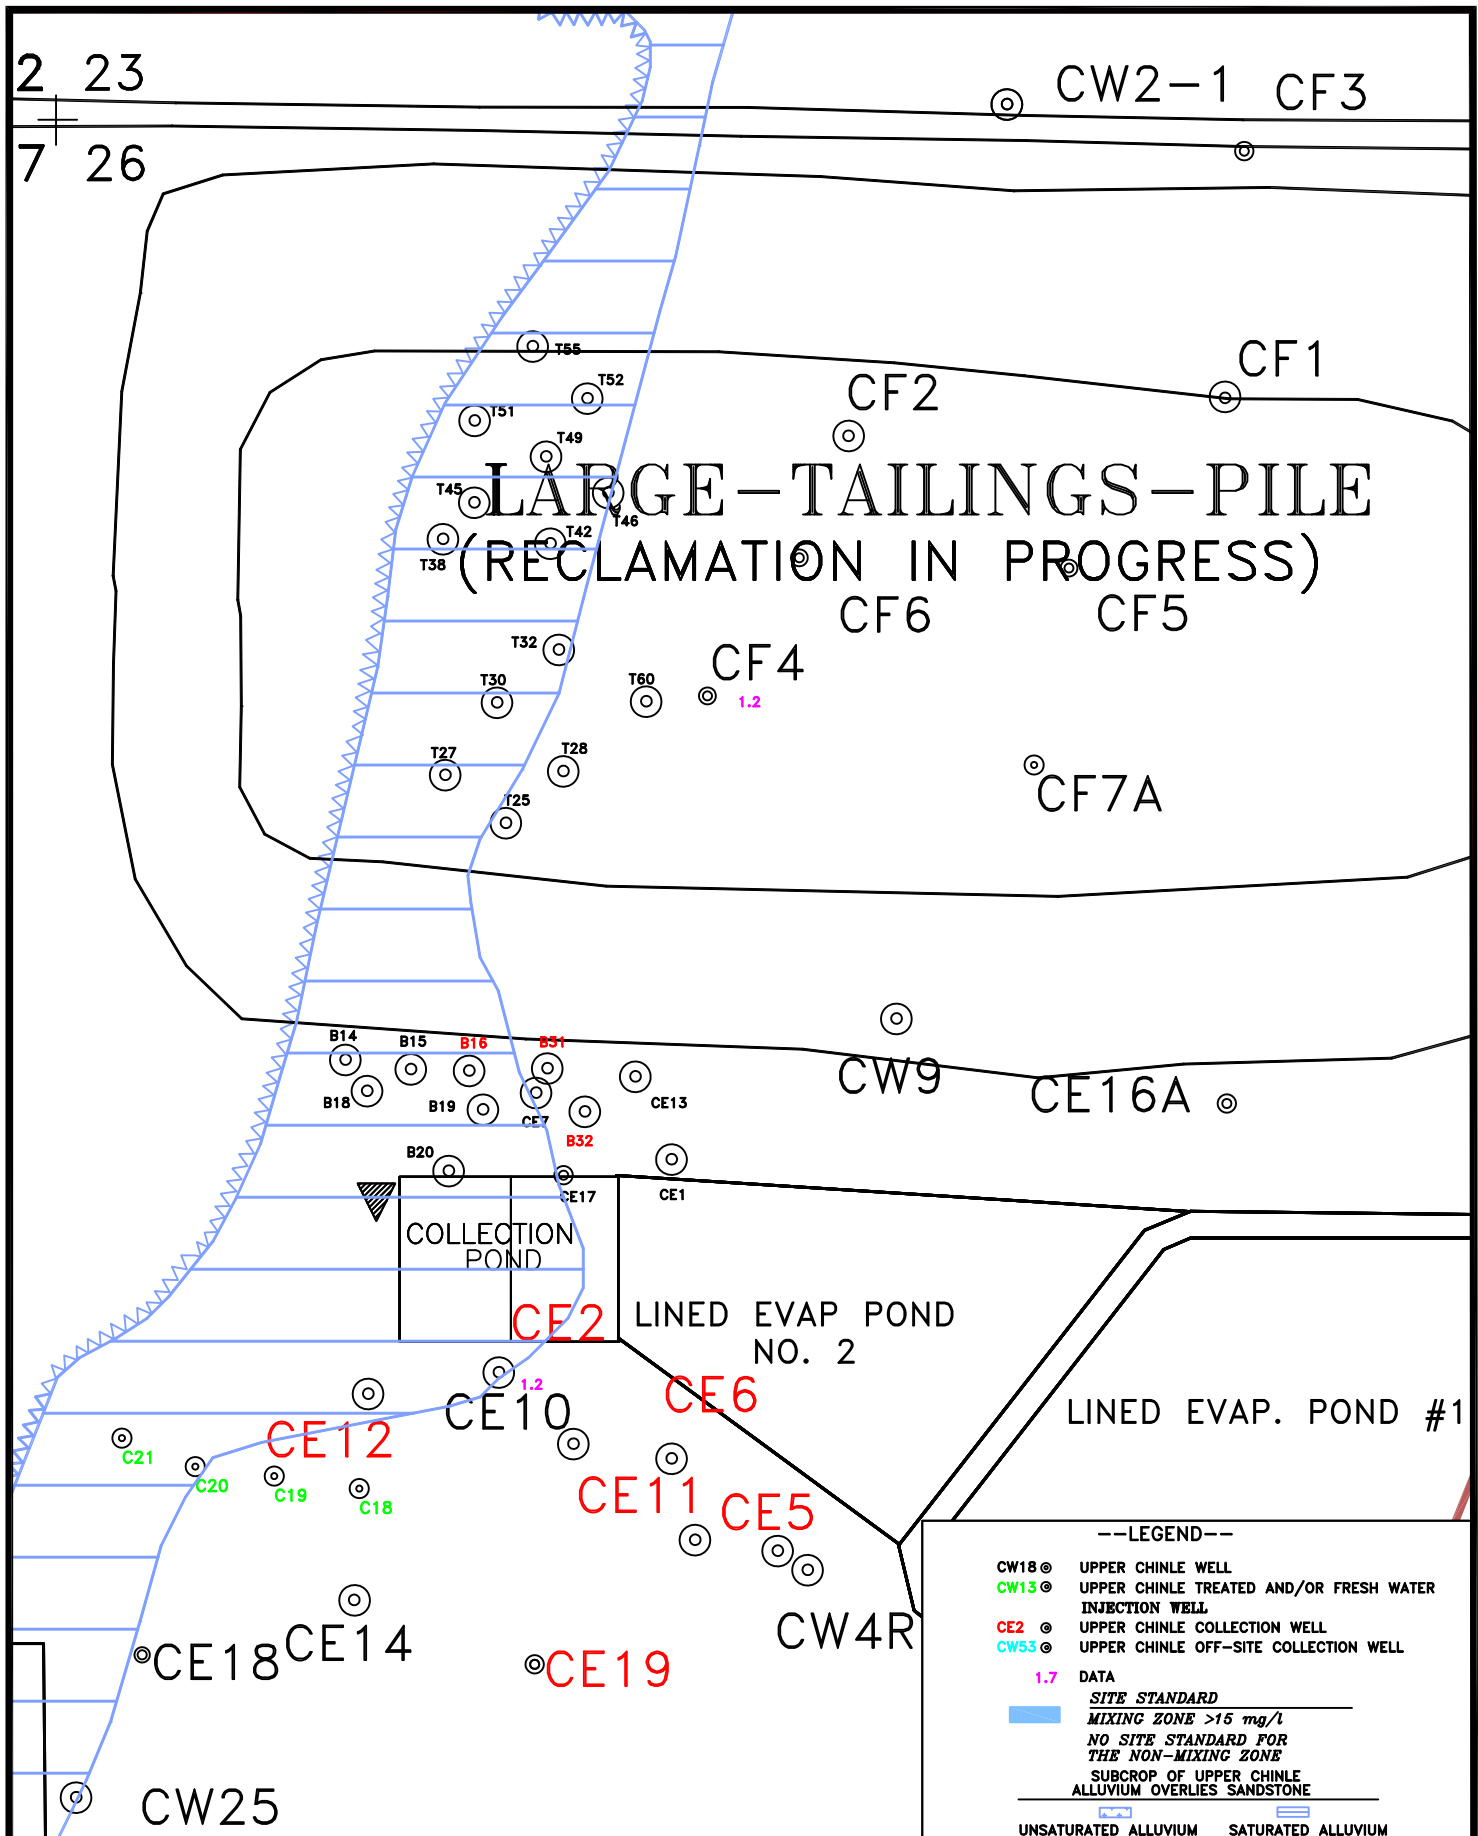 2 23
CW2-1
CF3
7 26
T55
CF1
T52
CF2
T51
T49
LARGE-TAILINGS-PILE
T45
T46
T42
(RECLAMATION IN PROGRESS)
T38
CF6
CF5
T32
CF4
T30
T60
1.2
T27
T28
CF7A
T25
B14
B15
B16
B31
CW9
CE13
CE16A
B18
B19
CE7
B32
B20
CE17
CE1
COLLECTION
POND
CE2
LINED EVAP POND
NO. 2
1.2
CE6
CE10
LINED EVAP. POND #1
CE12
C21
C20
C19
C18
CE11
CE5
CW4R
CE14
CE18
CE19
CW25
--LEGEND--
CW18 UPPER CHINLE WELL
CW13 UPPER CHINLE TREATED AND/OR FRESH WATER
INJECTION WELL
CE2 UPPER CHINLE COLLECTION WELL
CW53 UPPER CHINLE OFF-SITE COLLECTION WELL
1.7 DATA
SITE STANDARD
MIXING ZONE >15 mg/l
NO SITE STANDARD FOR
THE NON-MIXING ZONE
SUBCROP OF UPPER CHINLE
ALLUVIUM OVERLIES SANDSTONE
UNSATURATED ALLUVIUM SATURATED ALLUVIUM